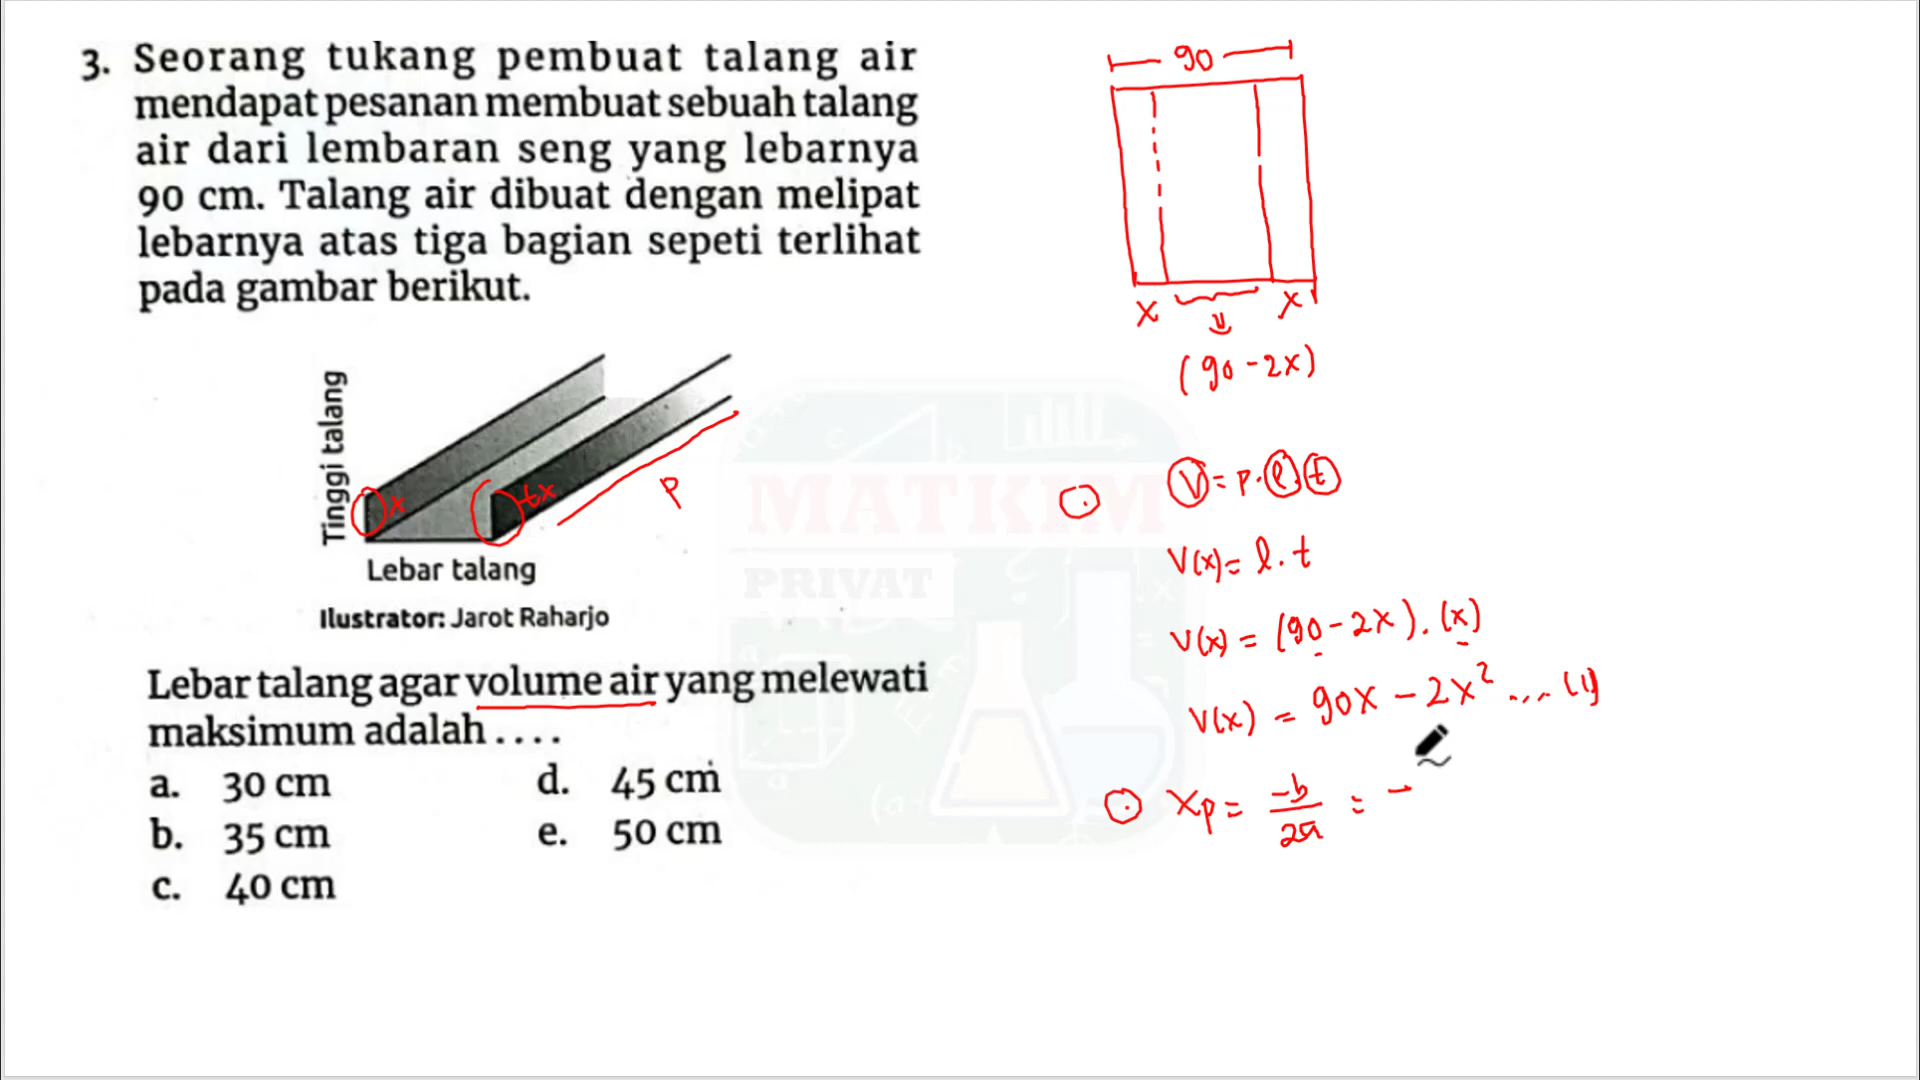 3. Seorang tukang pembuat talang air
mendapat pesanan membuat sebuah talang
air dari lembaran seng yang lebarnya
90 cm. Talang air dibuat dengan melipat
lebarnya atas tiga bagian sepeti terlihat
pada gambar berikut.
Tinggi talang
x
tx
p
Lebar talang
Ilustrator: Jarot Raharjo
Lebar talang agar volume air yang melewati
maksimum adalah ....
a. 30 cm
b. 35 cm
c. 40 cm
d. 45 cm
e. 50 cm
MATKIM
PRIVAT
90
x x
(90-2x)
V = p.l.t
V(x) = l.t
V(x) = (90-2x).(x)
V(x) = 90x - 2x² ... (1)
xp = -b/2a = -